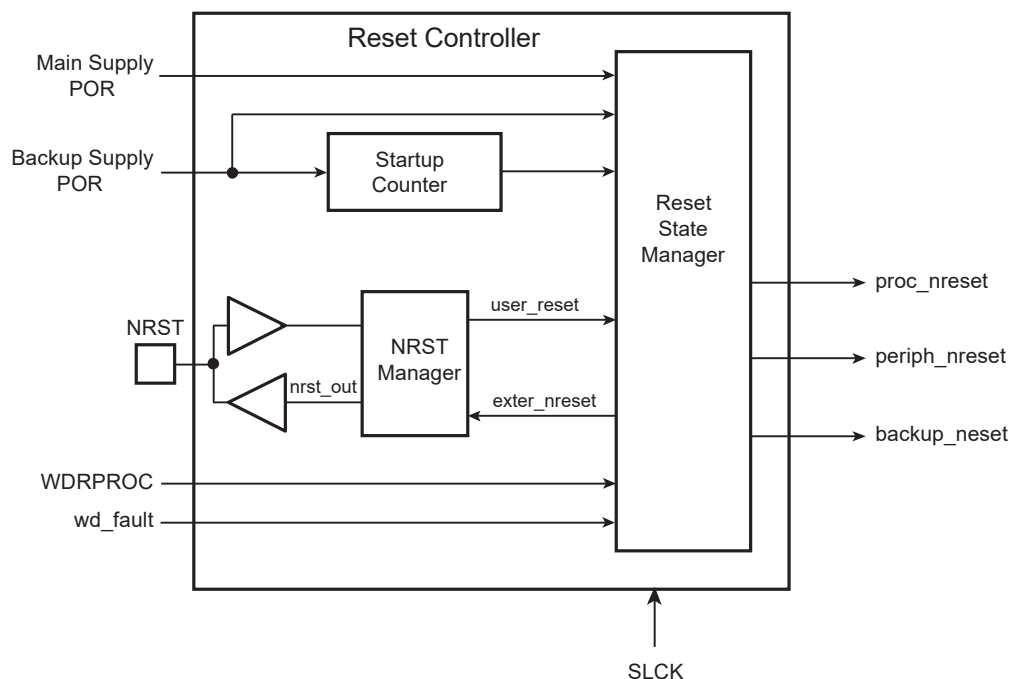 Reset Controller
Main Supply
POR
Backup Supply
POR
Startup
Counter
Reset
State
Manager
proc_nreset
user_reset
NRST
NRST
Manager
periph_nreset
nrst_out
exter_nreset
backup_neset
WDRPROC
wd_fault
SLCK